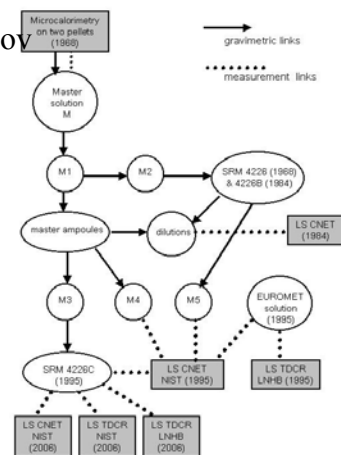 Microcalorimetry
on two pellets
(1968)
ov
gravimetric links
measurement links
Master
solution
M
M1
M2
SRM 4226 (1968)
& 4226B (1984)
master ampoules
dilutions
LS CNET
(1984)
M3
M4
M5
EUROMET
solution
(1995)
SRM 4226C
(1995)
LS CNET
NIST (1995)
LS TDCR
LNHB (1995)
LS CNET
NIST
(2006)
LS TDCR
NIST
(2006)
LS TDCR
LNHB
(2006)